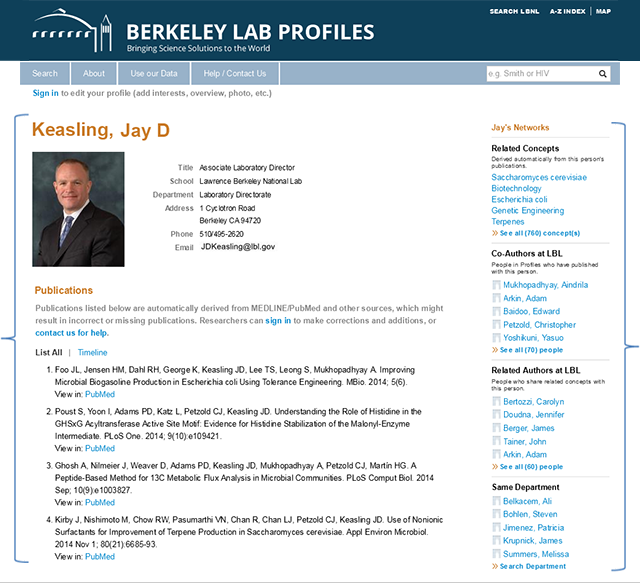 SEARCH LBNL A-Z INDEX | MAP
BERKELEY LAB PROFILES
Bringing Science Solutions to the World
Search
About
Use our Data
Help / Contact Us
e.g. Smith or HIV
Sign in to edit your profile (add interests, overview, photo, etc.)
Keasling, Jay D
Title Associate Laboratory Director
School Lawrence Berkeley National Lab
Department Laboratory Directorate
Address 1 Cyclotron Road
Berkeley CA 94720
Phone 510/495-2620
Email JDKeasling@lbl.gov
Publications
Publications listed below are automatically derived from MEDLINE/PubMed and other sources, which might
result in incorrect or missing publications. Researchers can sign in to make corrections and additions, or
contact us for help.
List All | Timeline
1. Foo JL, Jensen HM, Dahl RH, George K, Keasling JD, Lee TS, Leong S, Mukhopadhyay A. Improving
Microbial Biogasoline Production in Escherichia coli Using Tolerance Engineering. MBio. 2014; 5(6).
View in: PubMed
2. Poust S, Yoon I, Adams PD, Katz L, Petzold CJ, Keasling JD. Understanding the Role of Histidine in the
GHSxG Acyltransferase Active Site Motif: Evidence for Histidine Stabilization of the Malonyl-Enzyme
Intermediate. PLoS One. 2014; 9(10):e109421.
View in: PubMed
3. Ghosh A, Nilmeier J, Weaver D, Adams PD, Keasling JD, Mukhopadhyay A, Petzold CJ, Martin HG. A
Peptide-Based Method for 13C Metabolic Flux Analysis in Microbial Communities. PLoS Comput Biol. 2014
Sep; 10(9):e1003827.
View in: PubMed
4. Kirby J, Nishimoto M, Chow RW, Pasumarthi VN, Chan R, Chan LJ, Petzold CJ, Keasling JD. Use of Nonionic
Surfactants for Improvement of Terpene Production in Saccharomyces cerevisiae. Appl Environ Microbiol.
2014 Nov 1; 80(21):6685-93.
View in: PubMed
Jay's Networks
Related Concepts
Derived automatically from this person's
publications.
Saccharomyces cerevisiae
Biotechnology
Escherichia coli
Genetic Engineering
Terpenes
See all (760) concept(s)
Co-Authors at LBL
People in Profiles who have published
with this person.
Mukhopadhyay, Aindrila
Arkin, Adam
Baidoo, Edward
Petzold, Christopher
Yoshikuni, Yasuo
See all (70) people
Related Authors at LBL
People who share related concepts with
this person.
Bertozzi, Carolyn
Doudna, Jennifer
Berger, James
Tainer, John
Arkin, Adam
See all (60) people
Same Department
Belkacem, Ali
Bohlen, Steven
Jimenez, Patricia
Krupnick, James
Summers, Melissa
Search Department